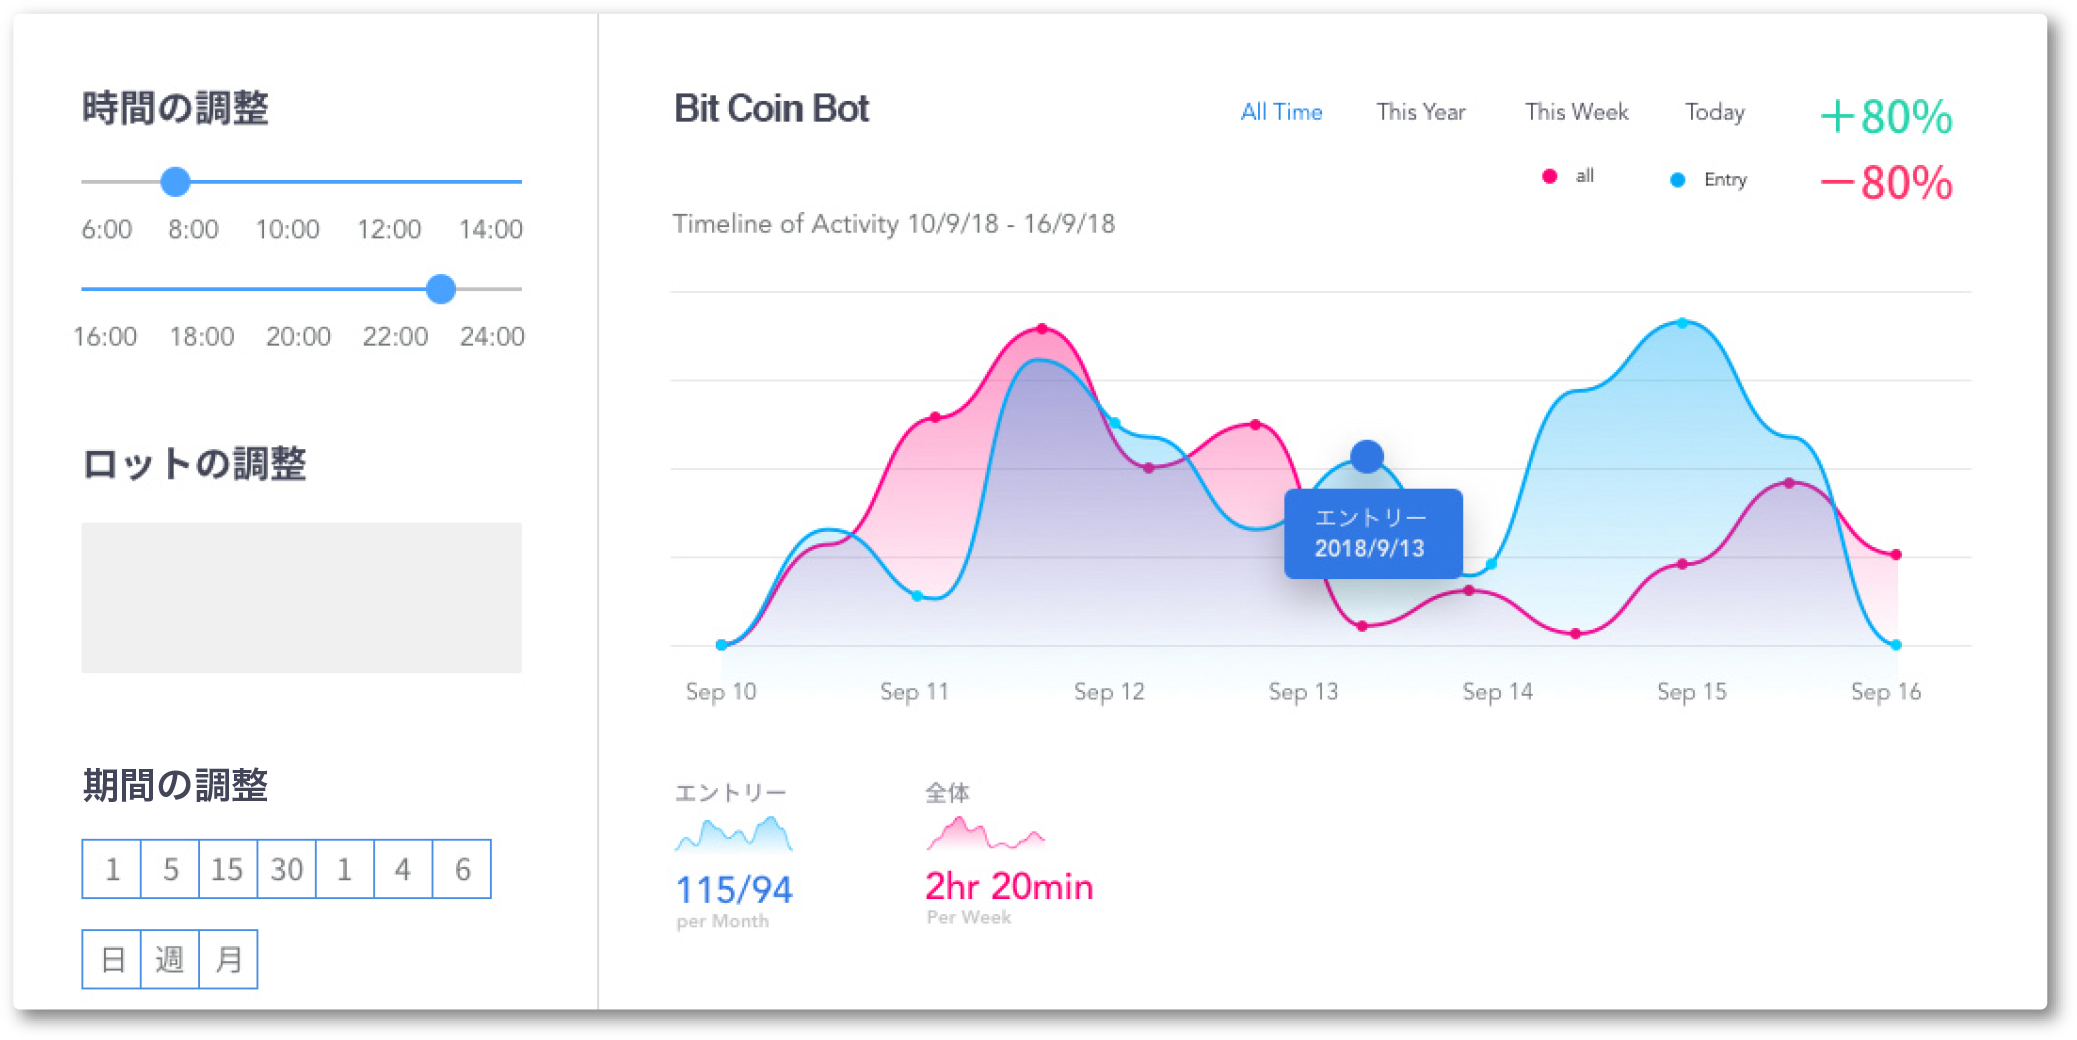 時間の調整
6:00 8:00 10:00 12:00 14:00
16:00 18:00 20:00 22:00 24:00
ロットの調整
期間の調整
1 5 15 30 1 4 6
日 週 月
Bit Coin Bot
All Time This Year This Week Today
+80%
all Entry
−80%
Timeline of Activity 10/9/18 - 16/9/18
エントリー
2018/9/13
Sep 10 Sep 11 Sep 12 Sep 13 Sep 14 Sep 15 Sep 16
エントリー
115/94
per Month
全体
2hr 20min
Per Week